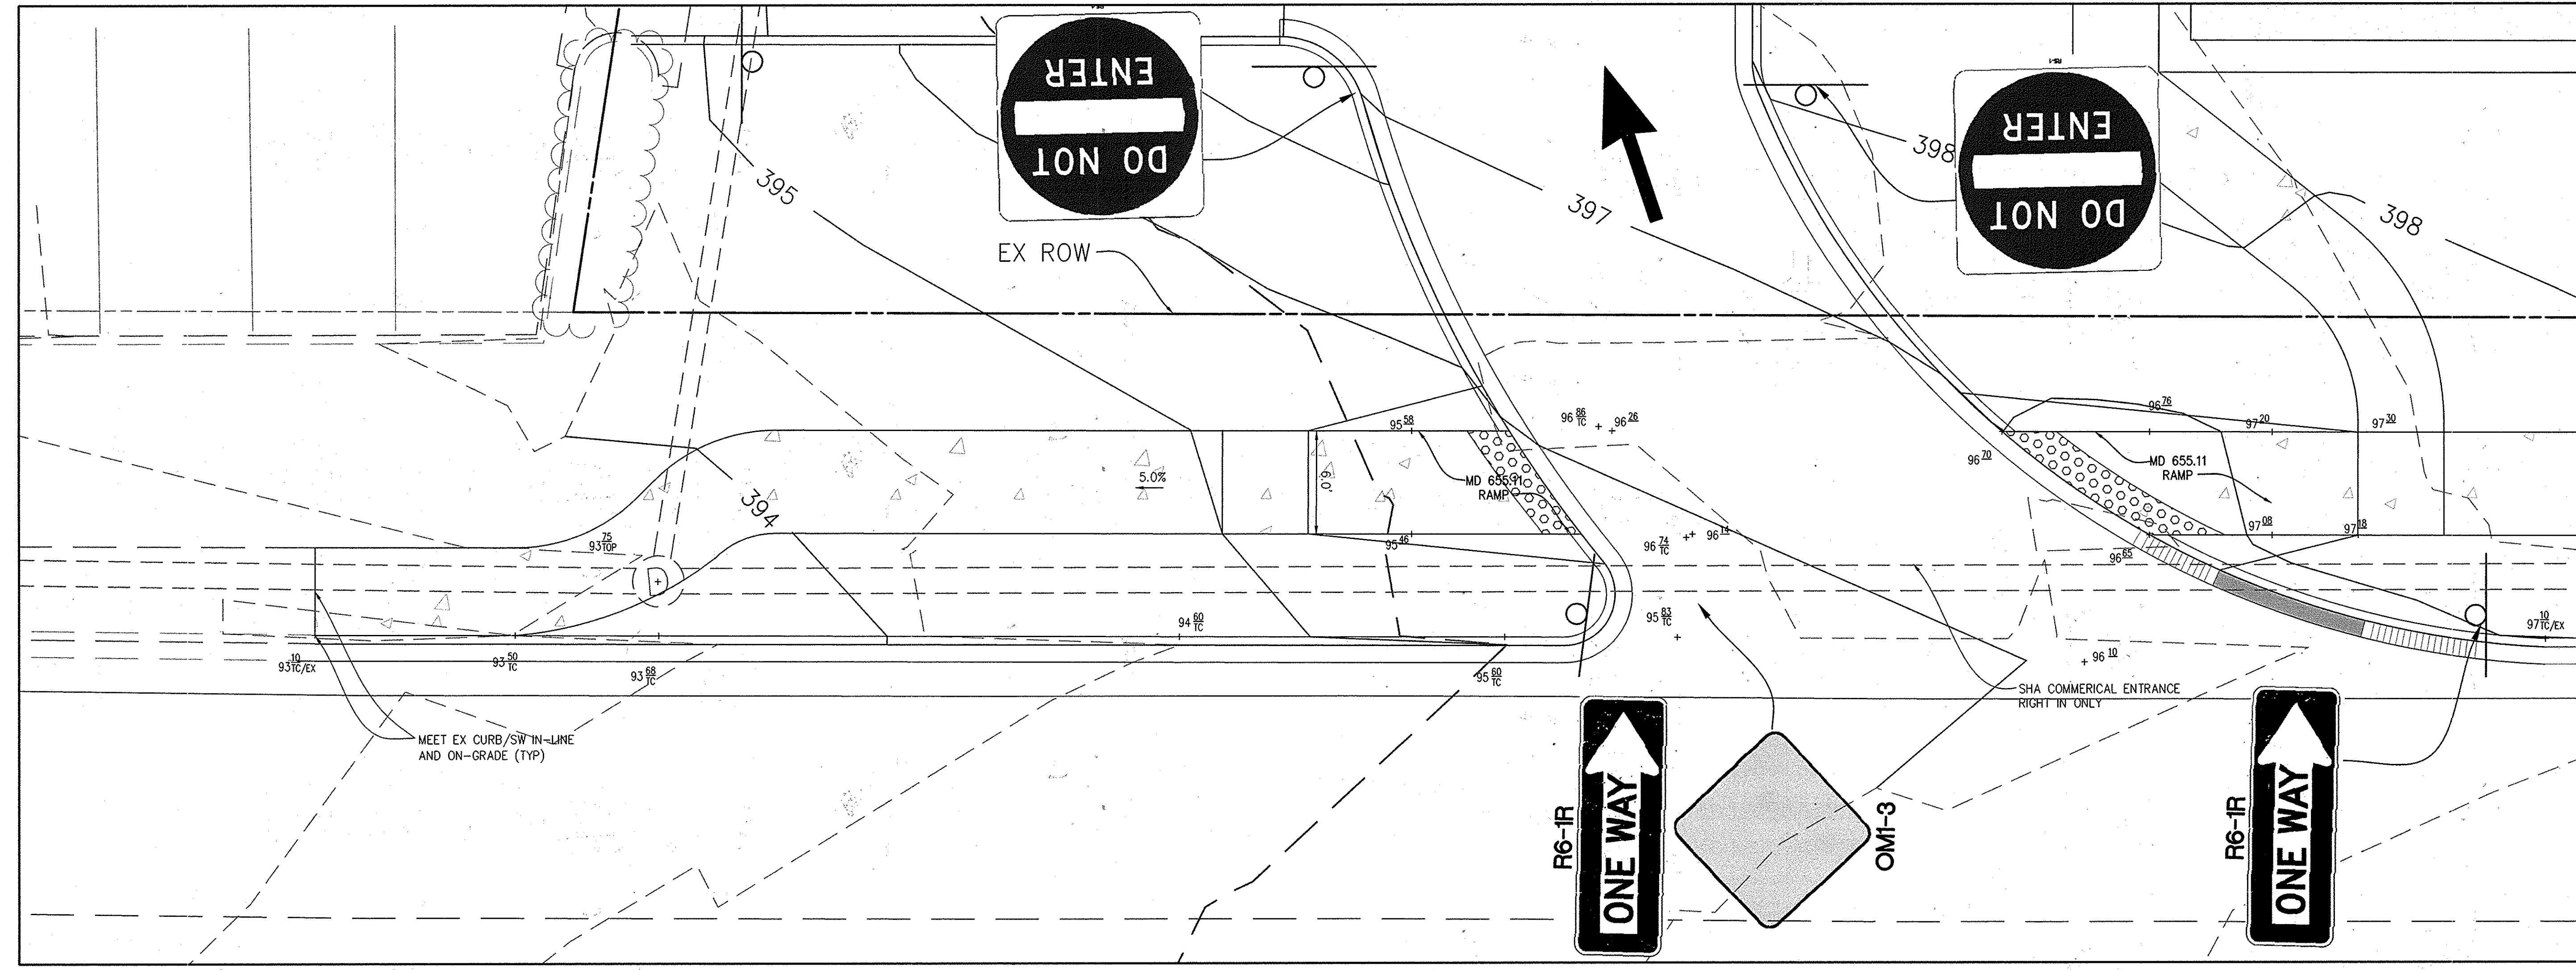 DO NOT
ENTER
DO NOT
ENTER
398
395
397
398
EX ROW
96 76
97 20
97 30
96 86
TC
96 26
95 58
96 70
MD 655.11
RAMP
MD 655.11
RAMP
5.0%
6.0'
394
97 08
97 18
96 74
TC
96 14
95 46
93 75
TOP
96 65
D
94 60
TC
95 83
TC
97 10
TC/EX
93 10
TC/EX
93 50
TC
93 68
TC
95 60
TC
96 10
SHA COMMERICAL ENTRANCE
RIGHT IN ONLY
MEET EX CURB/SW IN-LINE
AND ON-GRADE (TYP)
R6-1R
ONE WAY
OM1-3
R6-1R
ONE WAY